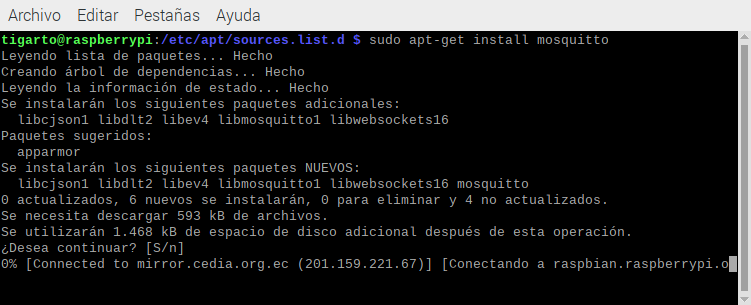 Archivo Editar Pestañas Ayuda
tigarto@raspberrypi:/etc/apt/sources.list.d $ sudo apt-get install mosquitto
Leyendo lista de paquetes... Hecho
Creando árbol de dependencias... Hecho
Leyendo la información de estado... Hecho
Se instalarán los siguientes paquetes adicionales:
  libcjson1 libdlt2 libev4 libmosquitto1 libwebsockets16
Paquetes sugeridos:
  apparmor
Se instalarán los siguientes paquetes NUEVOS:
  libcjson1 libdlt2 libev4 libmosquitto1 libwebsockets16 mosquitto
0 actualizados, 6 nuevos se instalarán, 0 para eliminar y 4 no actualizados.
Se necesita descargar 593 kB de archivos.
Se utilizarán 1.468 kB de espacio de disco adicional después de esta operación.
¿Desea continuar? [S/n]
0% [Connected to mirror.cedia.org.ec (201.159.221.67)] [Conectando a raspbian.raspberrypi.o